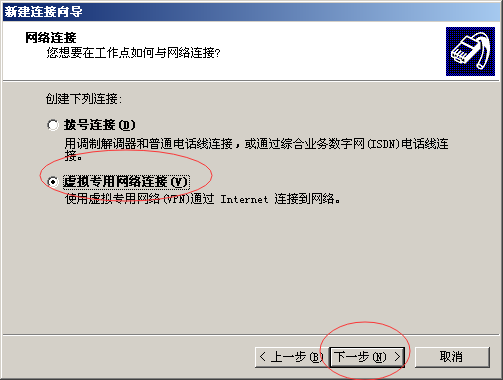 新建连接向导
网络连接
您想要在工作点如何与网络连接?
创建下列连接:
拨号连接(D)
用调制解调器和普通电话线连接，或通过综合业务数字网(ISDN)电话线连
接。
虚拟专用网络连接(V)
使用虚拟专用网络(VPN)通过 Internet 连接到网络。
< 上一步(B) 下一步(N) > 取消